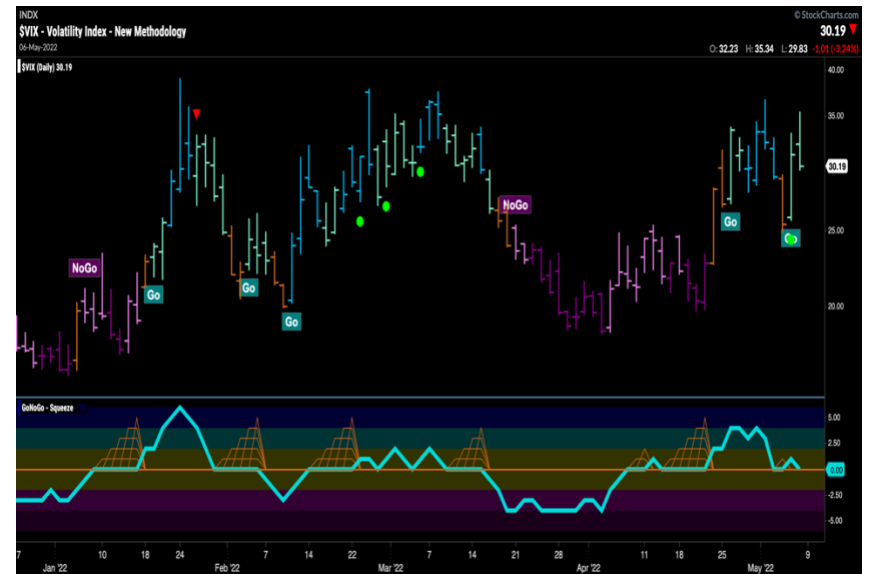 INDX
© StockCharts.com
$VIX - Volatility Index - New Methodology
30.19
06-May-2022
O: 32.23 H: 35.34 L: 29.83 -1.01 (-3.24%)
$VIX (Daily) 30.19
40.00
35.00
30.19
NoGo
Go
Go
25.00
NoGo
Go
Go
20.00
Go
GoNoGo - Squeeze
5.00
2.50
0.00
-2.50
-5.00
7 10 18 24 7 14 22 7 14 21 28 11 18 25 9
Jan '22 Feb '22 Mar '22 Apr '22 May '22